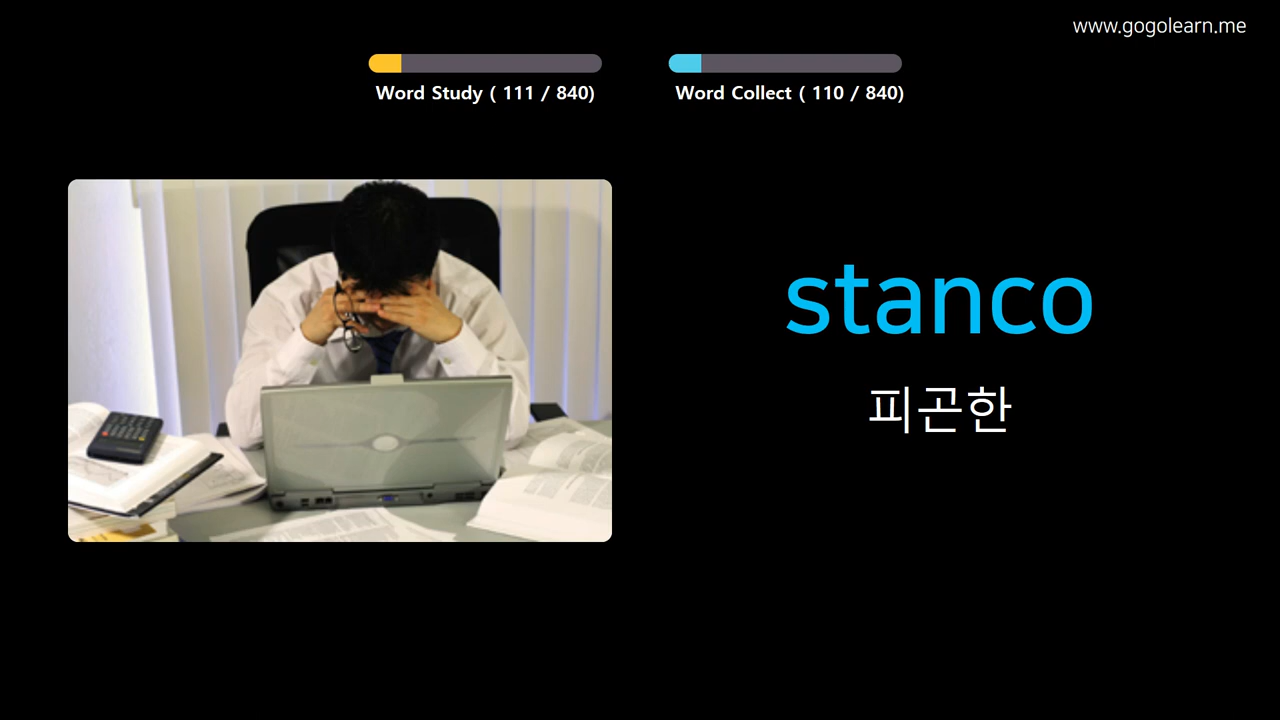 www.gogolearn.me
Word Study ( 111 / 840)
Word Collect ( 110 / 840)
stanco
피곤한